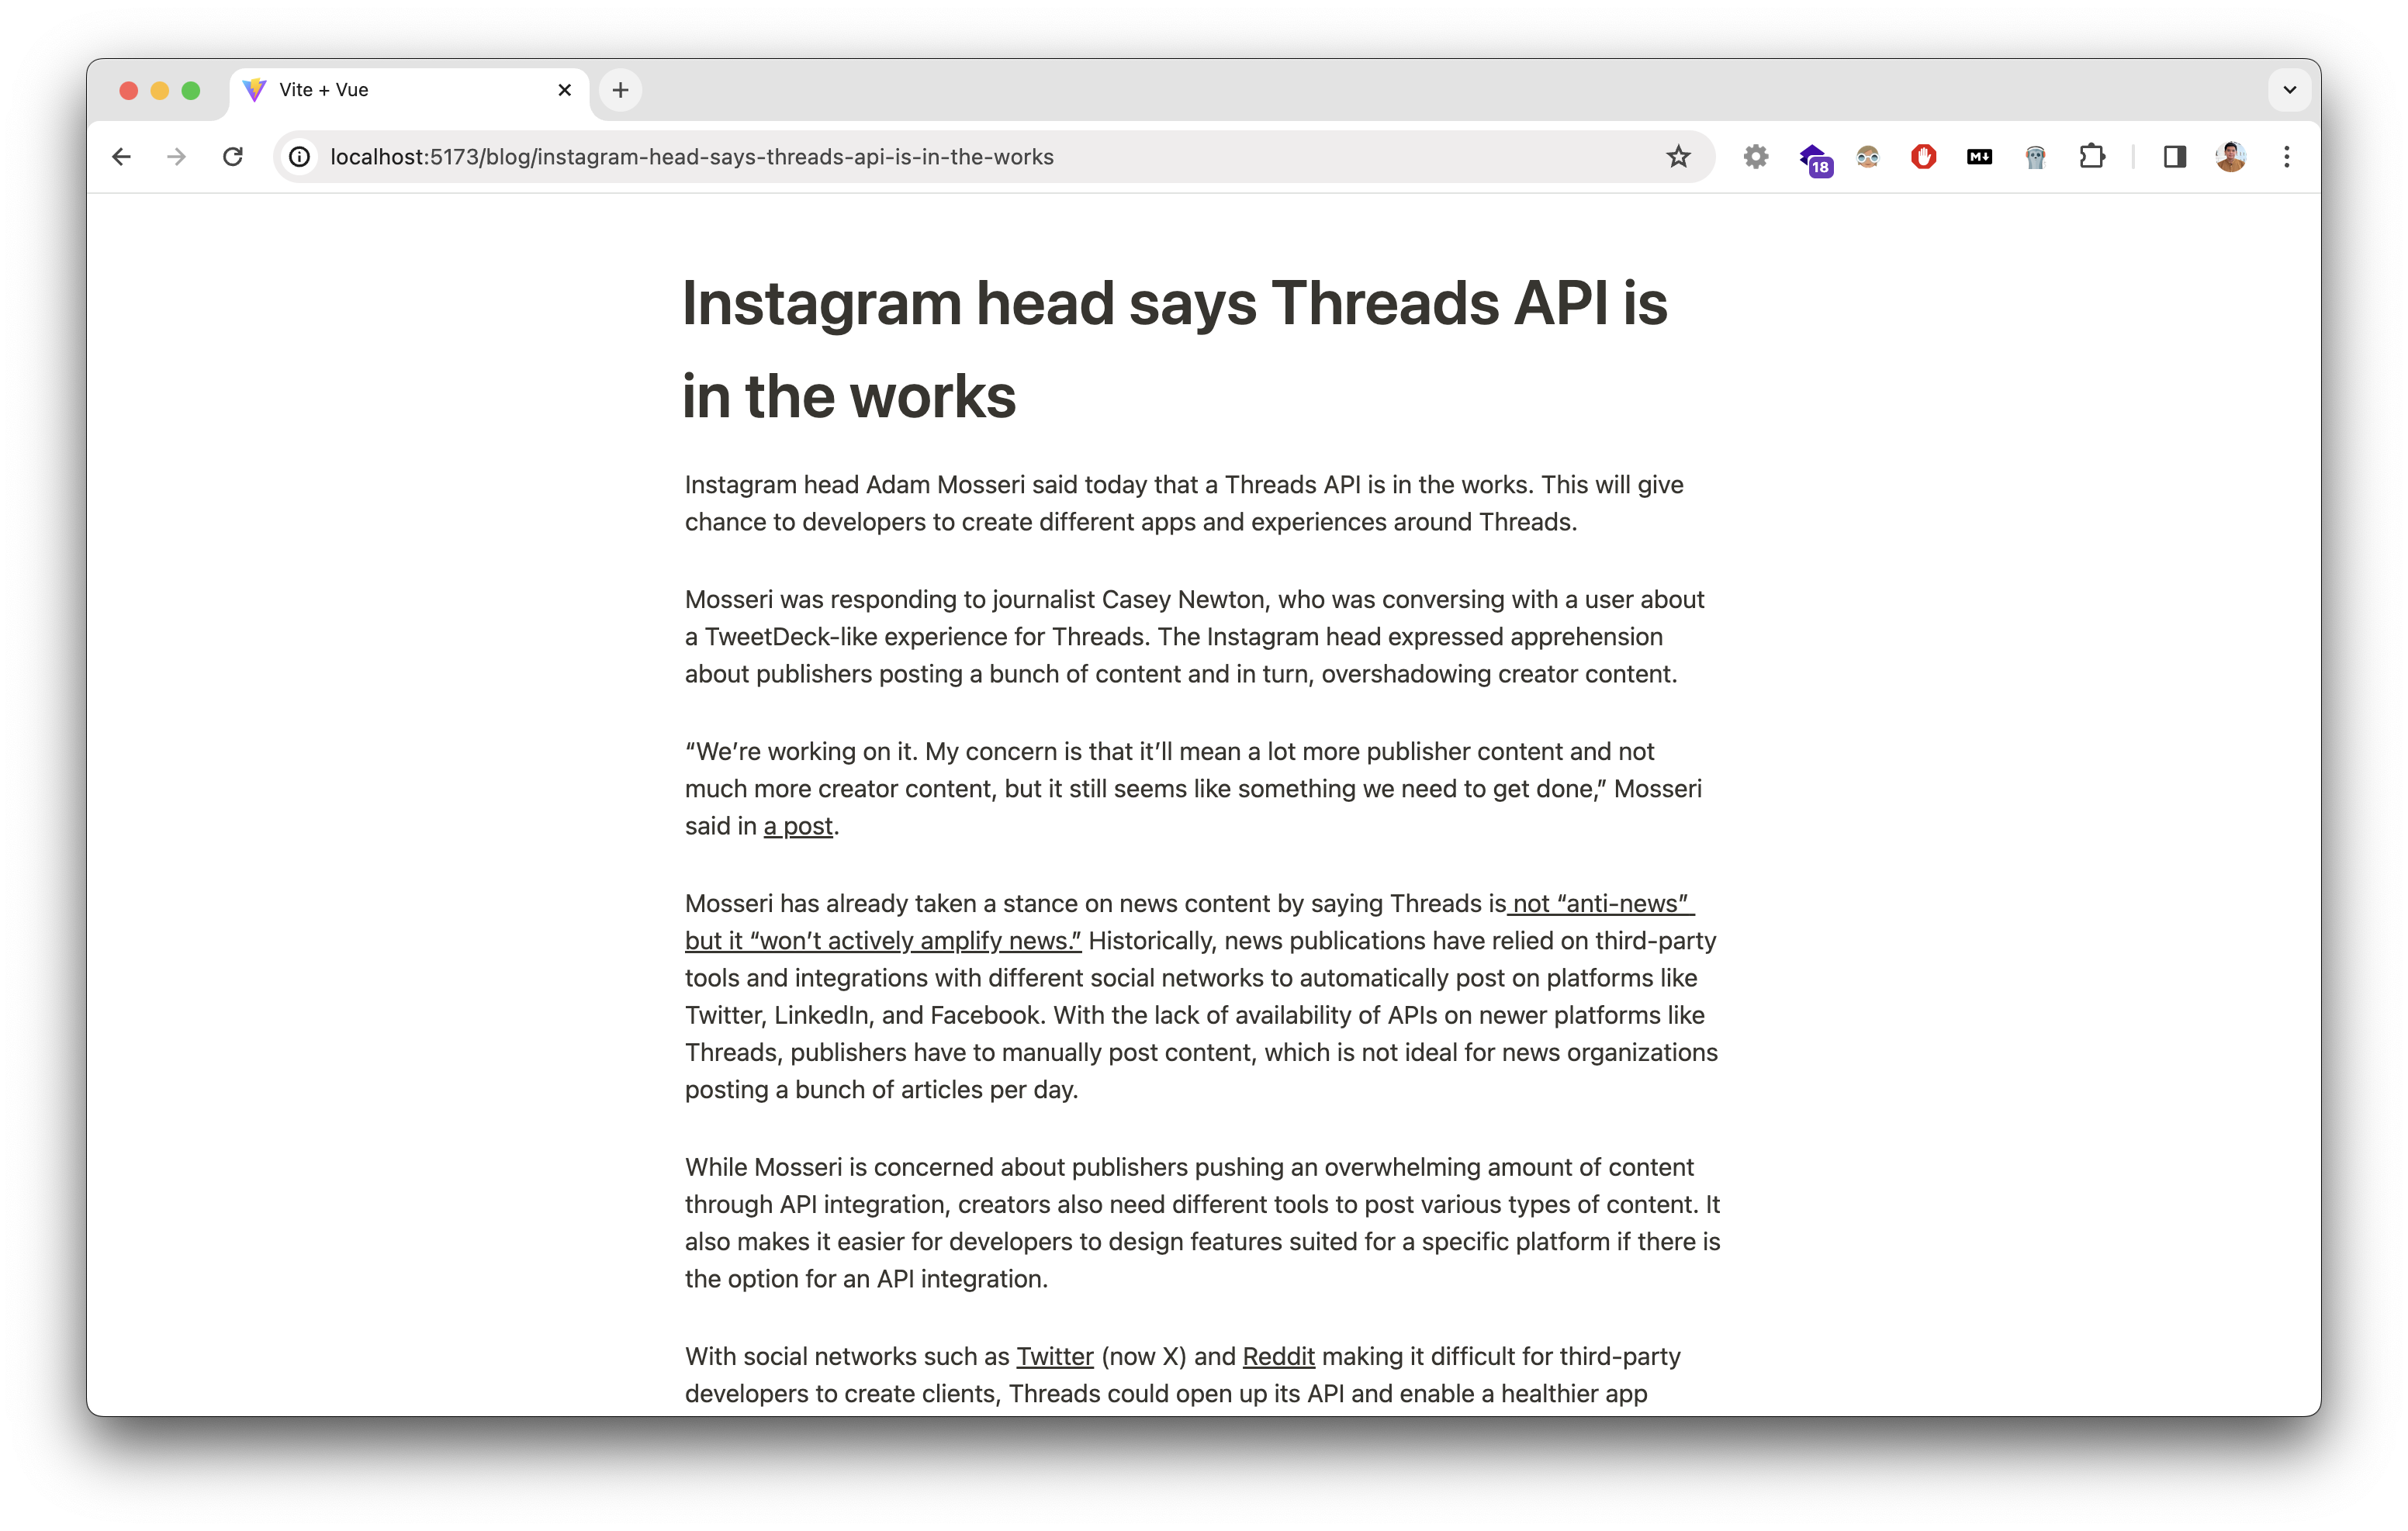 Vite + Vue
localhost:5173/blog/instagram-head-says-threads-api-is-in-the-works
18
M↓
Instagram head says Threads API is
in the works
Instagram head Adam Mosseri said today that a Threads API is in the works. This will give
chance to developers to create different apps and experiences around Threads.
Mosseri was responding to journalist Casey Newton, who was conversing with a user about
a TweetDeck-like experience for Threads. The Instagram head expressed apprehension
about publishers posting a bunch of content and in turn, overshadowing creator content.
“We’re working on it. My concern is that it’ll mean a lot more publisher content and not
much more creator content, but it still seems like something we need to get done,” Mosseri
said in a post.
Mosseri has already taken a stance on news content by saying Threads is not “anti-news”
but it “won’t actively amplify news.” Historically, news publications have relied on third-party
tools and integrations with different social networks to automatically post on platforms like
Twitter, LinkedIn, and Facebook. With the lack of availability of APIs on newer platforms like
Threads, publishers have to manually post content, which is not ideal for news organizations
posting a bunch of articles per day.
While Mosseri is concerned about publishers pushing an overwhelming amount of content
through API integration, creators also need different tools to post various types of content. It
also makes it easier for developers to design features suited for a specific platform if there is
the option for an API integration.
With social networks such as Twitter (now X) and Reddit making it difficult for third-party
developers to create clients, Threads could open up its API and enable a healthier app